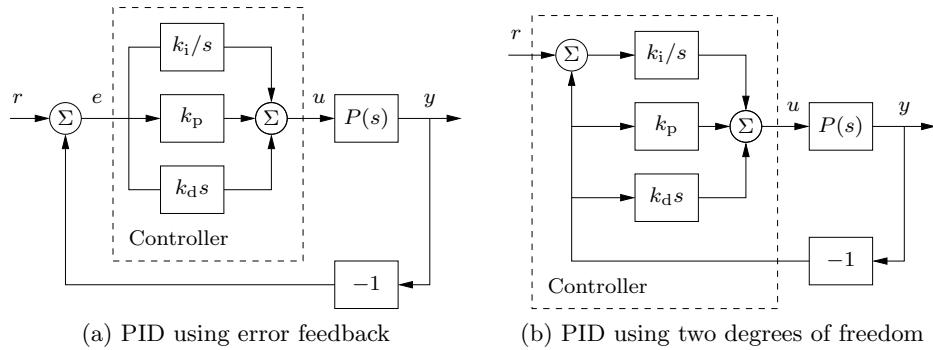 k_i/s
r
Σ
e
k_p
Σ
u
P(s)
y
k_d s
Controller
−1
(a) PID using error feedback
r
Σ
k_i/s
k_p
Σ
u
P(s)
y
k_d s
−1
Controller
(b) PID using two degrees of freedom